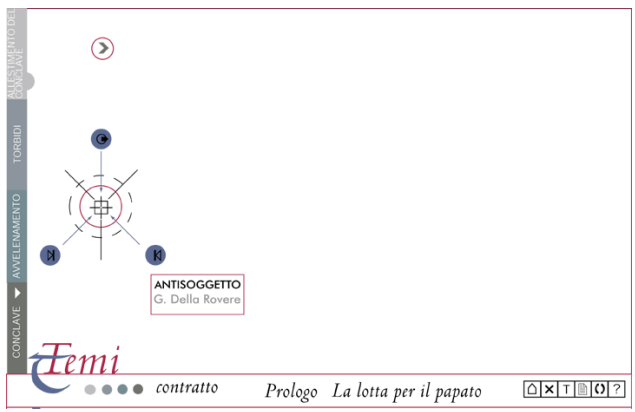 ALLESTIMENTO DEL
CONCLAVE
TORBIDI
AVVELENAMENTO
CONCLAVE
ANTISOGGETTO
G. Della Rovere
Temi
contratto
Prologo La lotta per il papato
T
?